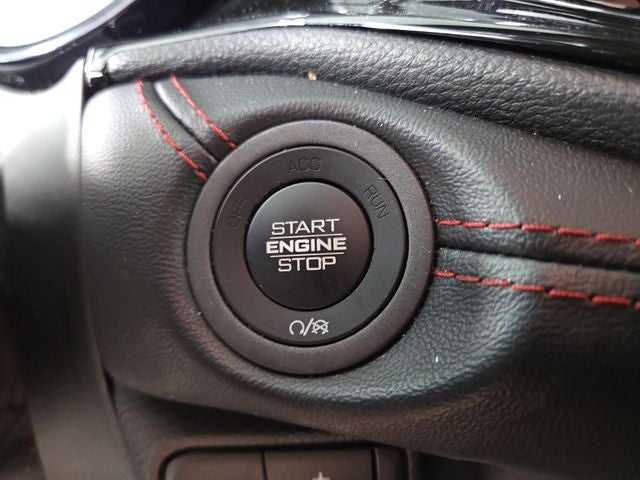 OFF ACC RUN
START
ENGINE
STOP